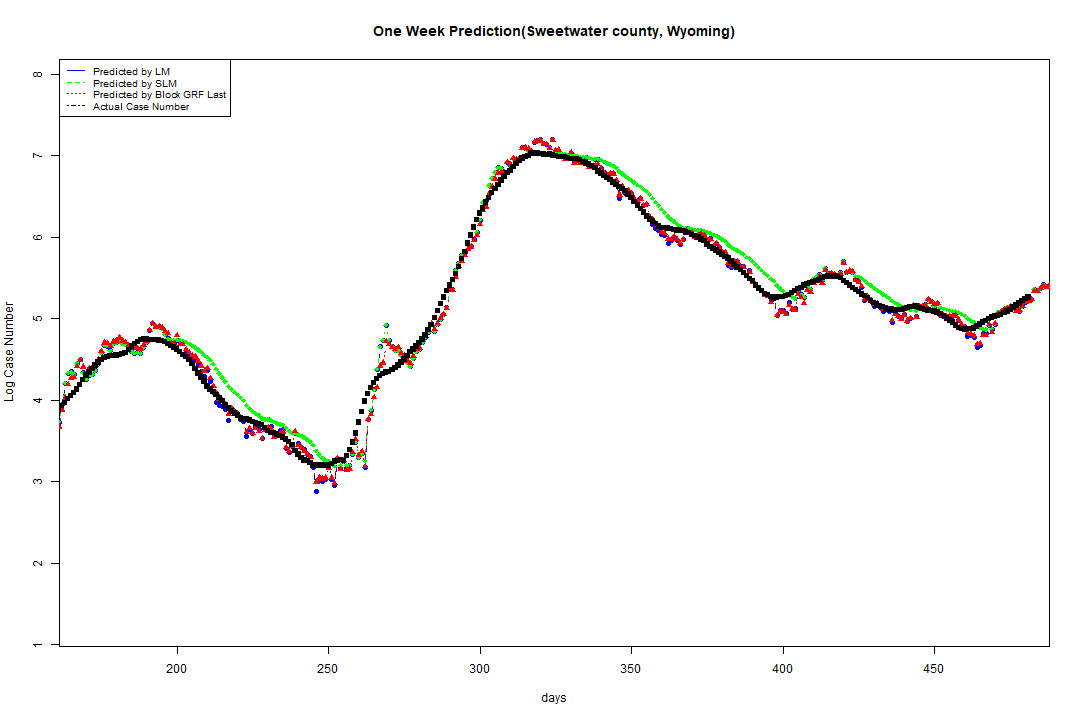 One Week Prediction(Sweetwater county, Wyoming)
Predicted by LM
Predicted by SLM
Predicted by Block GRF Last
Actual Case Number
8
7
6
5
4
3
2
1
Log Case Number
200 250 300 350 400 450
days